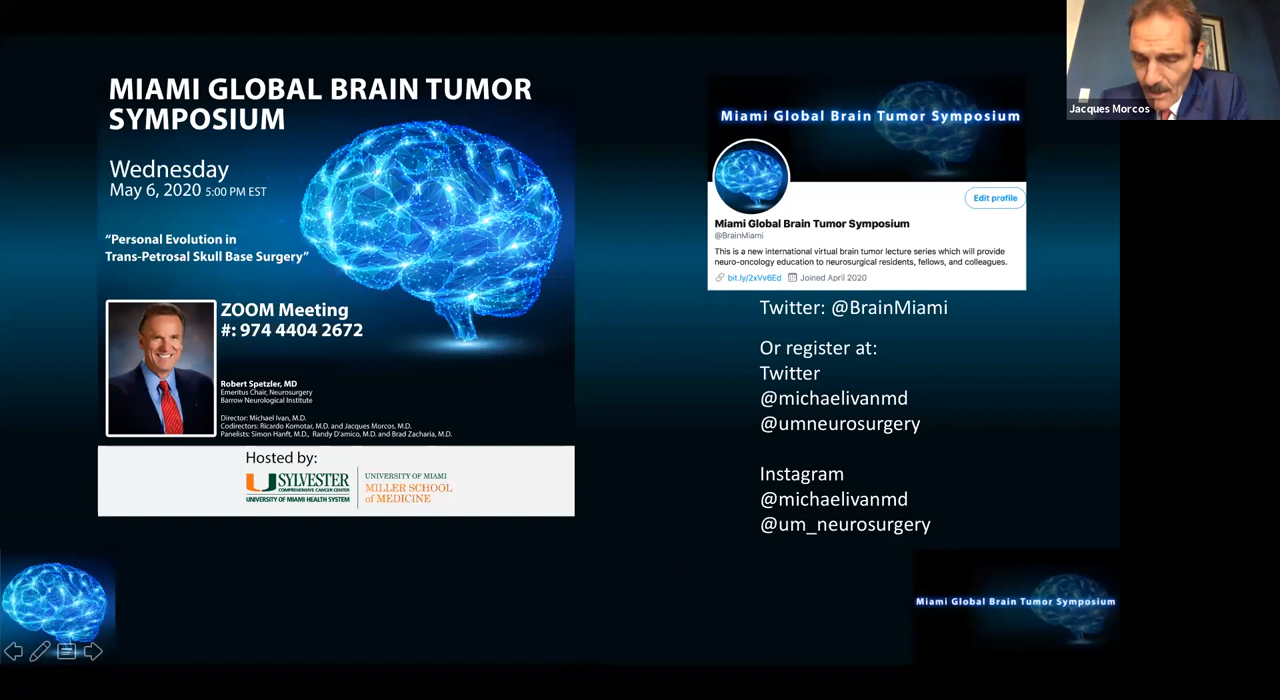 MIAMI GLOBAL BRAIN TUMOR
SYMPOSIUM
Wednesday
May 6, 2020 5:00 PM EST
“Personal Evolution in
Trans-Petrosal Skull Base Surgery”
ZOOM Meeting
#: 974 4404 2672
Robert Spetzler, MD
Emeritus Chair, Neurosurgery
Barrow Neurological Institute
Director: Michael Ivan, M.D.
Codirectors: Ricardo Komotar, M.D. and Jacques Morcos, M.D.
Panelists: Simon Hanft, M.D., Randy D'amico, M.D. and Brad Zacharia, M.D.
Hosted by:
SYLVESTER
COMPREHENSIVE CANCER CENTER
UNIVERSITY OF MIAMI HEALTH SYSTEM
UNIVERSITY OF MIAMI
MILLER SCHOOL
of MEDICINE
Miami Global Brain Tumor Symposium
Edit profile
Miami Global Brain Tumor Symposium
@BrainMiami
This is a new international virtual brain tumor lecture series which will provide
neuro-oncology education to neurosurgical residents, fellows, and colleagues.
bit.ly/2xVv6Ed Joined April 2020
Twitter: @BrainMiami
Or register at:
Twitter
@michaelivanmd
@umneurosurgery
Instagram
@michaelivanmd
@um_neurosurgery
Jacques Morcos
Miami Global Brain Tumor Symposium